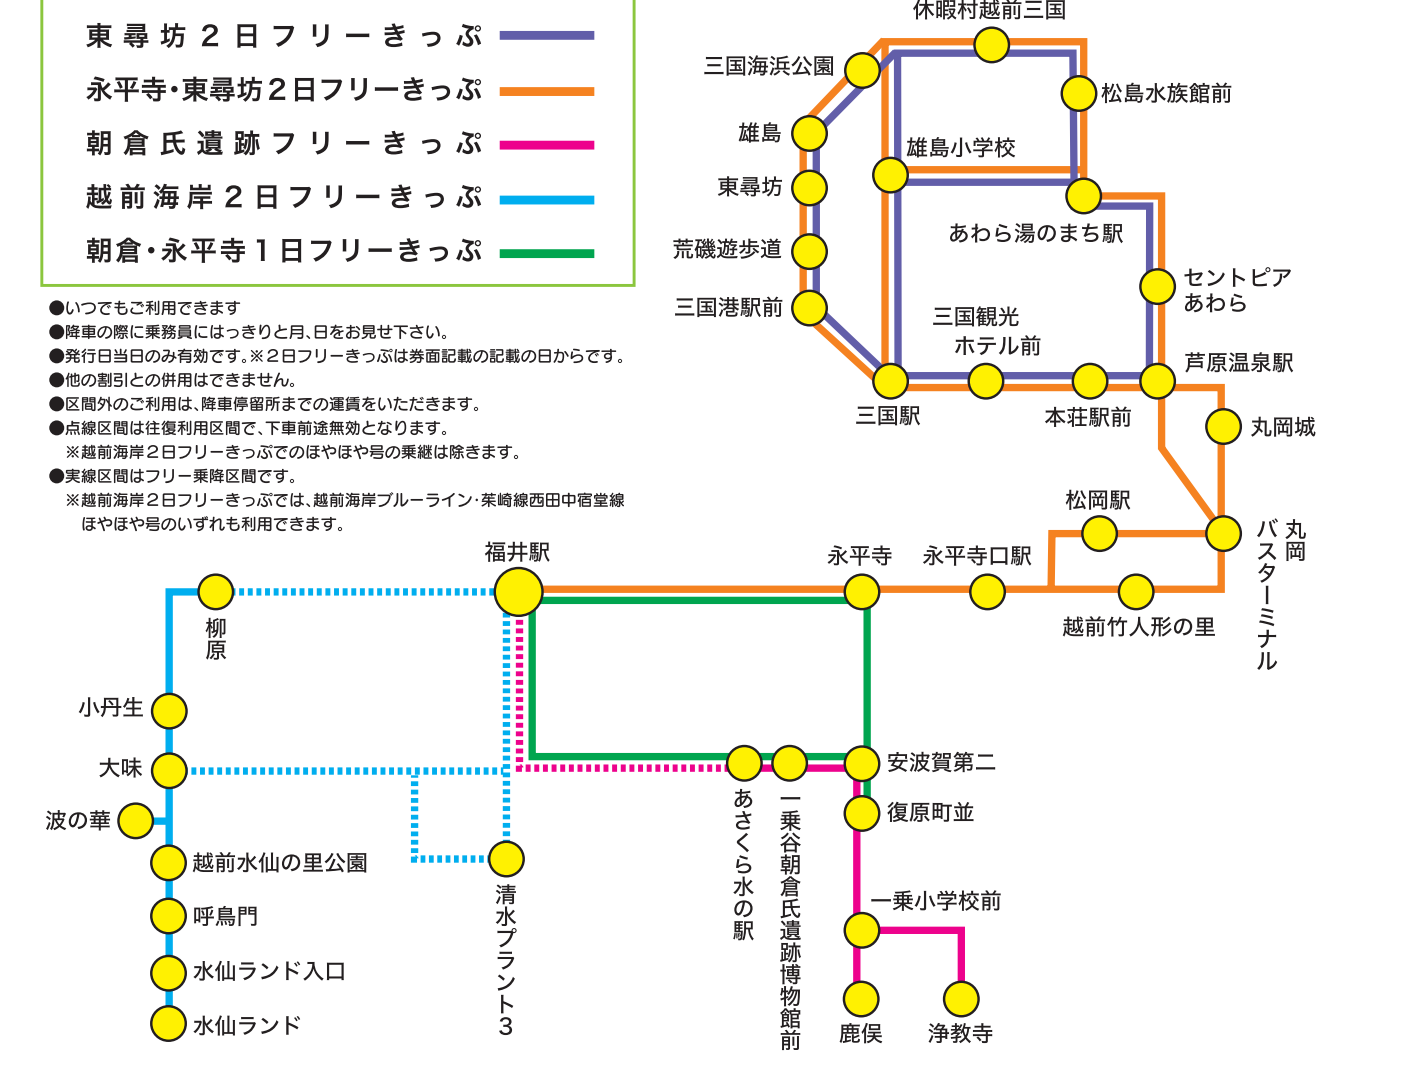 東尋坊２日フリーきっぷ
永平寺・東尋坊２日フリーきっぷ
朝倉氏遺跡フリーきっぷ
越前海岸２日フリーきっぷ
朝倉・永平寺１日フリーきっぷ
●いつでもご利用できます
●降車の際に乗務員にはっきりと月、日をお見せ下さい。
●発行日当日のみ有効です。※２日フリーきっぷは券面記載の記載の日からです。
●他の割引との併用はできません。
●区間外のご利用は、降車停留所までの運賃をいただきます。
●点線区間は往復利用区間で、下車前途無効となります。
※越前海岸２日フリーきっぷでのほやほや号の乗継は除きます。
●実線区間はフリー乗降区間です。
※越前海岸２日フリーきっぷでは、越前海岸ブルーライン・茱崎線西田中宿堂線
ほやほや号のいずれも利用できます。
休暇村越前三国
三国海浜公園
松島水族館前
雄島
雄島小学校
東尋坊
あわら湯のまち駅
荒磯遊歩道
セントピア
あわら
三国港駅前
三国観光
ホテル前
芦原温泉駅
三国駅
本荘駅前
丸岡城
松岡駅
丸岡
バスターミナル
福井駅
永平寺
永平寺口駅
越前竹人形の里
柳原
小丹生
大味
波の華
越前水仙の里公園
呼鳥門
水仙ランド入口
水仙ランド
清水プラント３
あさくら水の駅
一乗谷朝倉氏遺跡博物館前
安波賀第二
復原町並
一乗小学校前
鹿俣
浄教寺